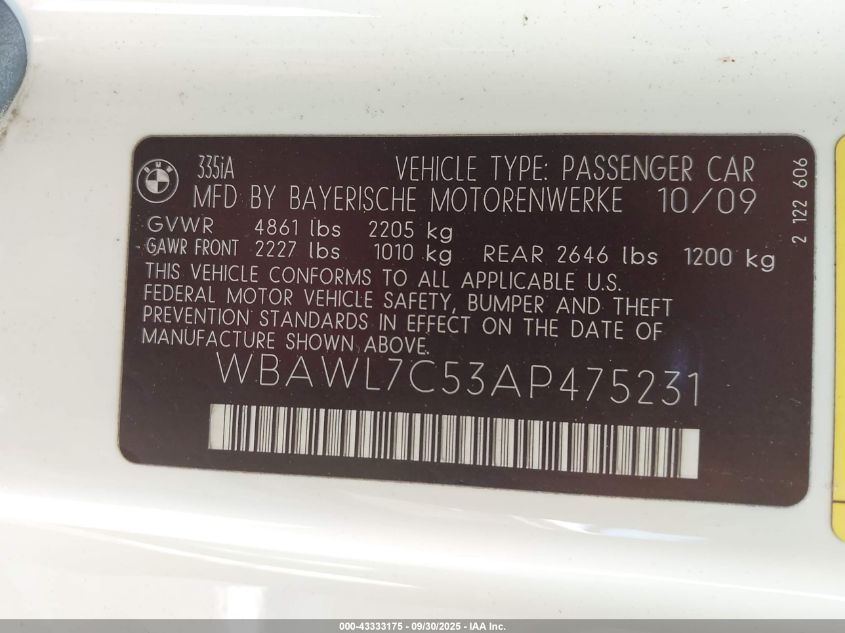 BMW
335iA VEHICLE TYPE: PASSENGER CAR
MFD BY BAYERISCHE MOTORENWERKE 10/09
GVWR 4861 lbs 2205 kg
GAWR FRONT 2227 lbs 1010 kg REAR 2646 lbs 1200 kg
THIS VEHICLE CONFORMS TO ALL APPLICABLE U.S.
FEDERAL MOTOR VEHICLE SAFETY, BUMPER AND THEFT
PREVENTION STANDARDS IN EFFECT ON THE DATE OF
MANUFACTURE SHOWN ABOVE.
WBAWL7C53AP475231
2 122 606
000-43333175 - 09/30/2025 - IAA Inc.